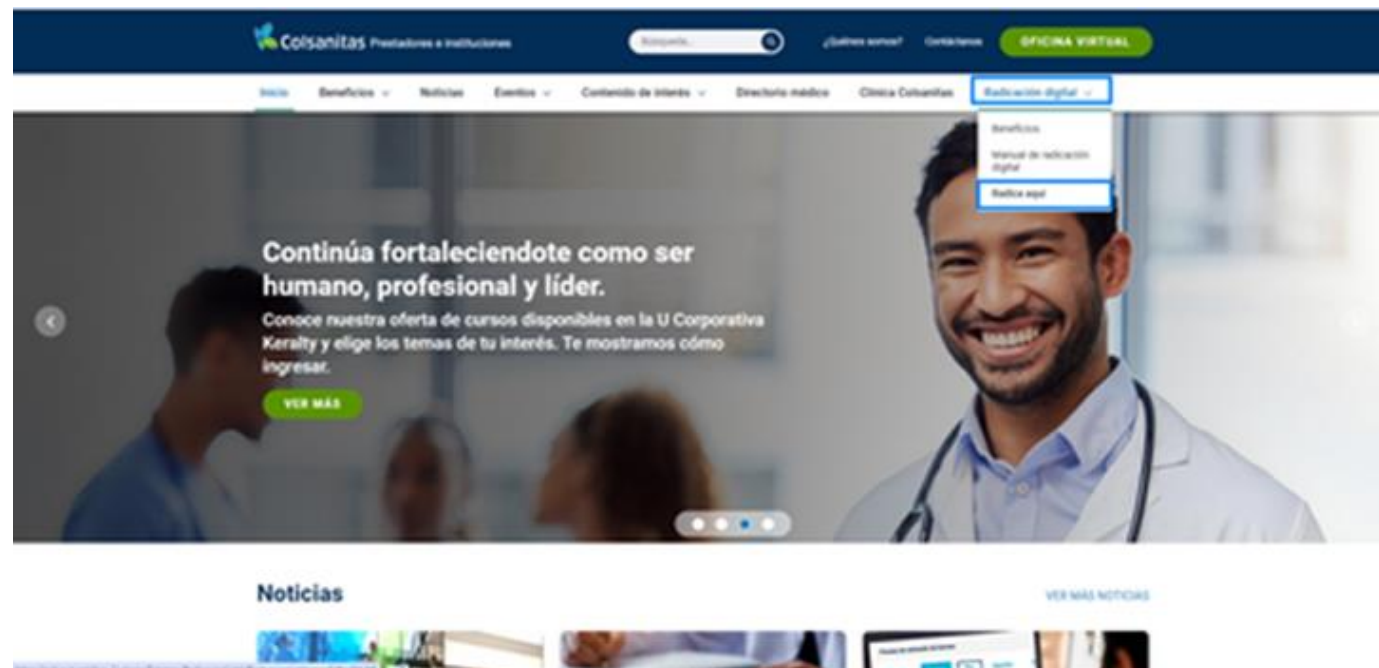 Colsanitas Prestadores e instituciones
Búsqueda...
¿Quiénes somos?
Contáctanos
OFICINA VIRTUAL
Inicio
Beneficios
Noticias
Eventos
Contenido de interés
Directorio médico
Clínica Colsanitas
Radicación digital
Beneficios
Manual de radicación
digital
Radica aquí
Continúa fortaleciendote como ser
humano, profesional y líder.
Conoce nuestra oferta de cursos disponibles en la U Corporativa
Keralty y elige los temas de tu interés. Te mostramos cómo
ingresar.
VER MÁS
Noticias
VER MÁS NOTICIAS